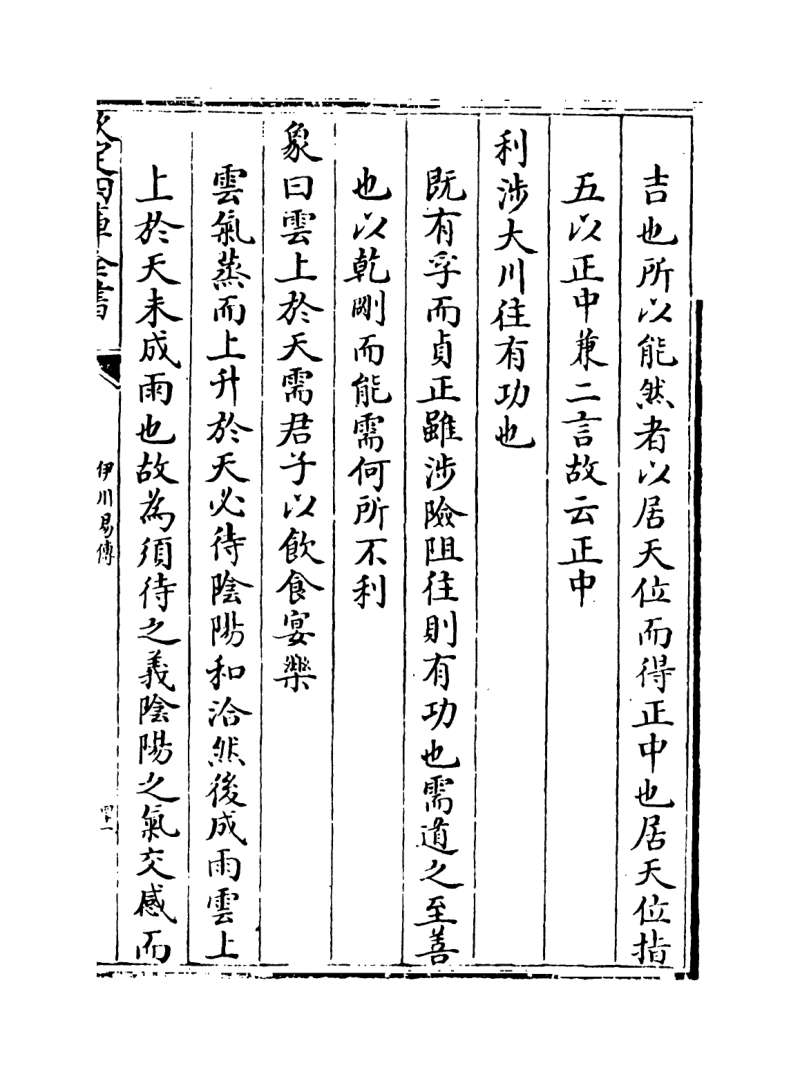 吉也所以能然者以居天位而得正中也居天位指
五以正中兼二言故云正中
利涉大川往有功也
既有孚而貞正雖涉險阻往則有功也需道之至善
也以乾剛而能需何所不利
象曰雲上於天需君子以飲食宴樂
雲氣蒸而上升於天必待陰陽和洽然後成雨雲上
上於天未成雨也故為須待之義陰陽之氣交感而
欽定四庫全書
伊川易傳
四十一